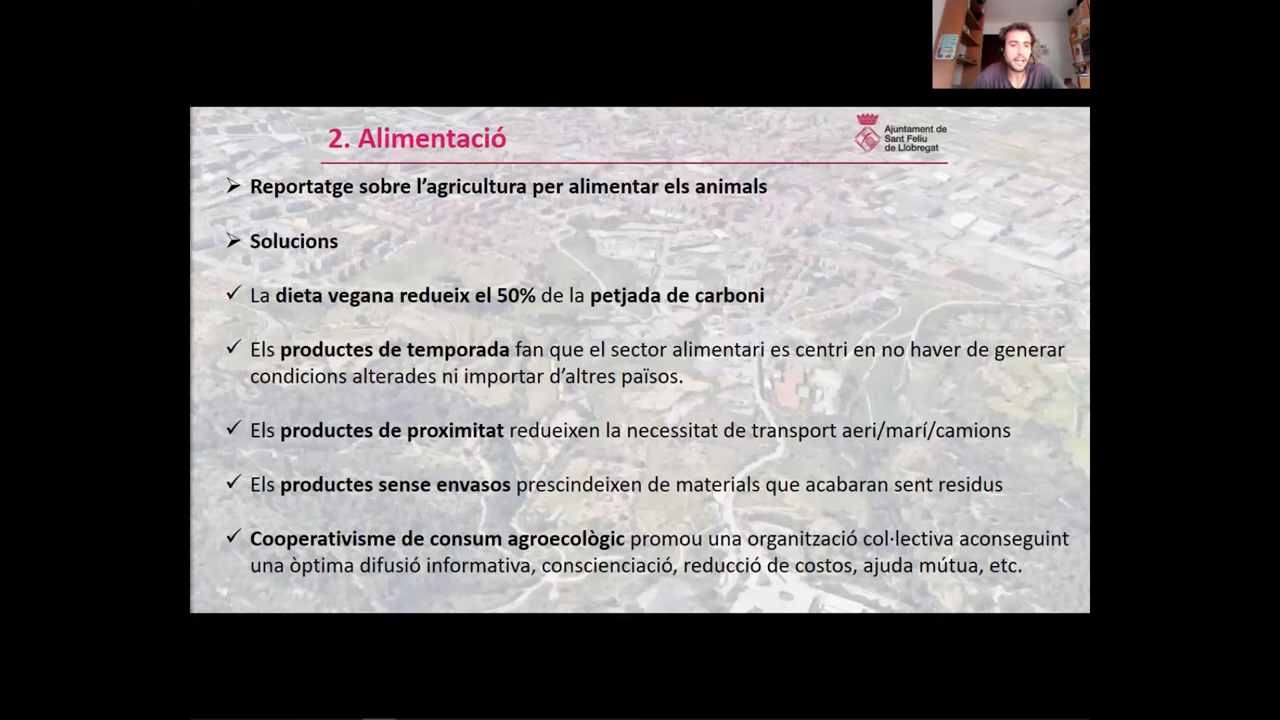 2. Alimentació
Ajuntament de
Sant Feliu
de Llobregat
➢ Reportatge sobre l’agricultura per alimentar els animals
➢ Solucions
✓ La dieta vegana redueix el 50% de la petjada de carboni
✓ Els productes de temporada fan que el sector alimentari es centri en no haver de generar
condicions alterades ni importar d’altres països.
✓ Els productes de proximitat redueixen la necessitat de transport aeri/marí/camions
✓ Els productes sense envasos prescindeixen de materials que acabaran sent residus
✓ Cooperativisme de consum agroecològic promou una organització col·lectiva aconseguint
una òptima difusió informativa, conscienciació, reducció de costos, ajuda mútua, etc.